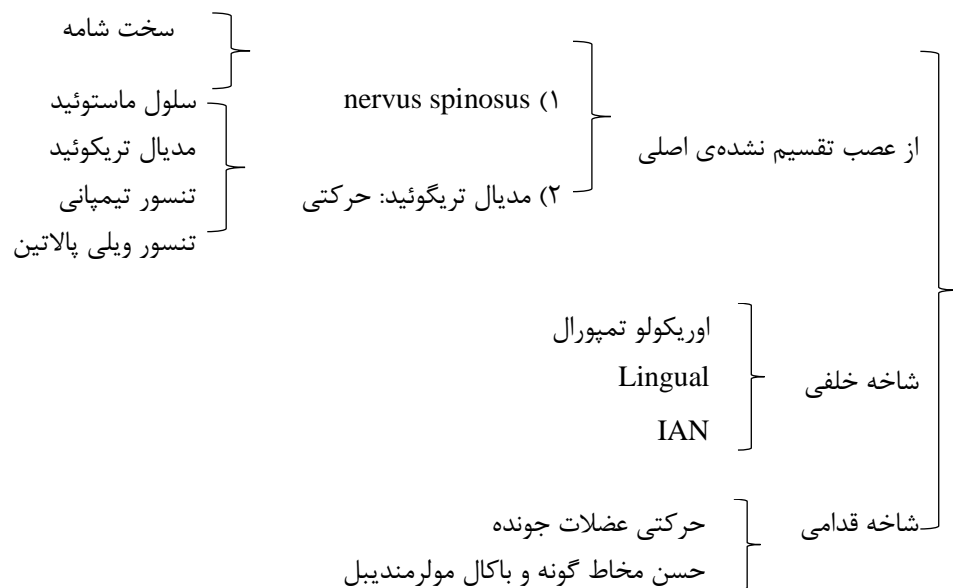 سخت شامه
سلول ماستوئید
nervus spinosus (۱
مدیال تریکوئید
از عصب تقسیم نشده‌ی اصلی
تنسور تیمپانی
۲) مدیال تریگوئید: حرکتی
تنسور ویلی پالاتین
اوریکولو تمپورال
شاخه خلفی
Lingual
IAN
شاخه قدامی
حرکتی عضلات جونده
حسن مخاط گونه و باکال مولرمندیبل